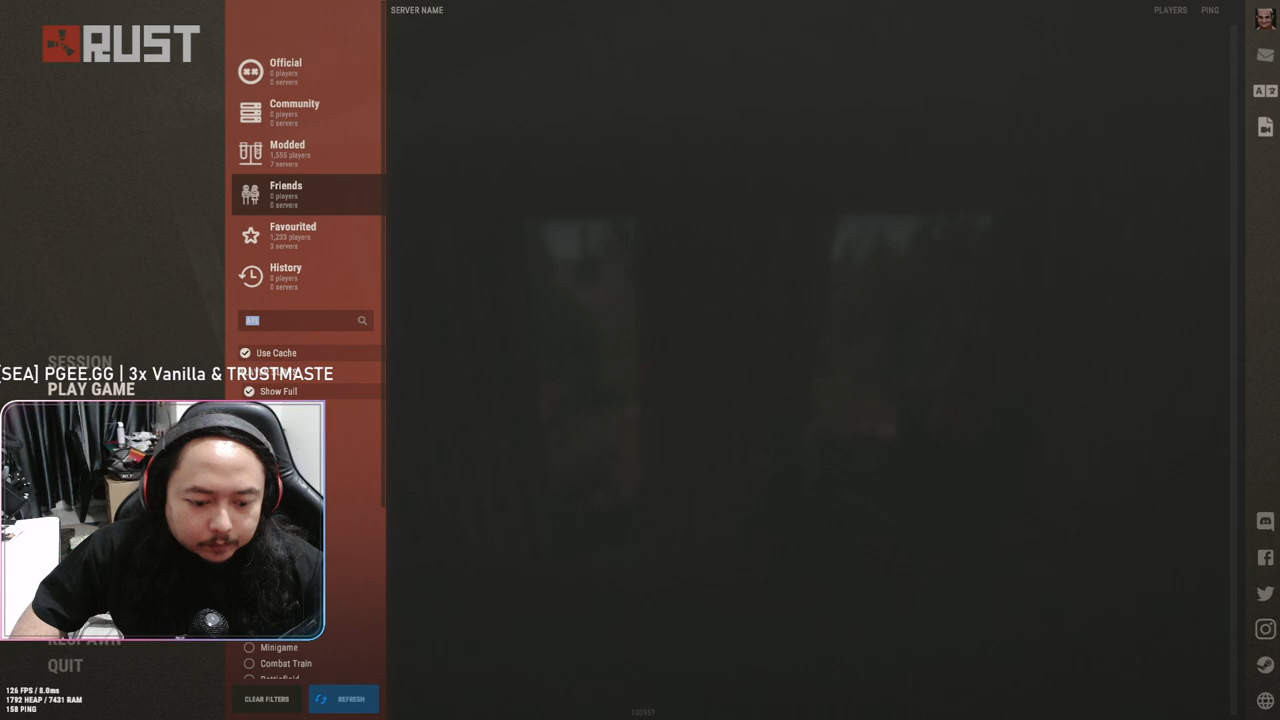 RUST
SERVER NAME
PLAYERS
PING
Official
0 players
0 servers
Community
0 players
0 servers
Modded
1,555 players
7 servers
Friends
0 players
0 servers
Favourited
1,233 players
3 servers
History
0 players
0 servers
Use Cache
SESSION
[SEA] PGEE.GG | 3x Vanilla & TRUSTMASTE
PLAY GAME
Show Full
Minigame
Combat Train
QUIT
CLEAR FILTERS
REFRESH
126 FPS / 8.0ms
1792 HEAP / 7431 RAM
158 PING
100957